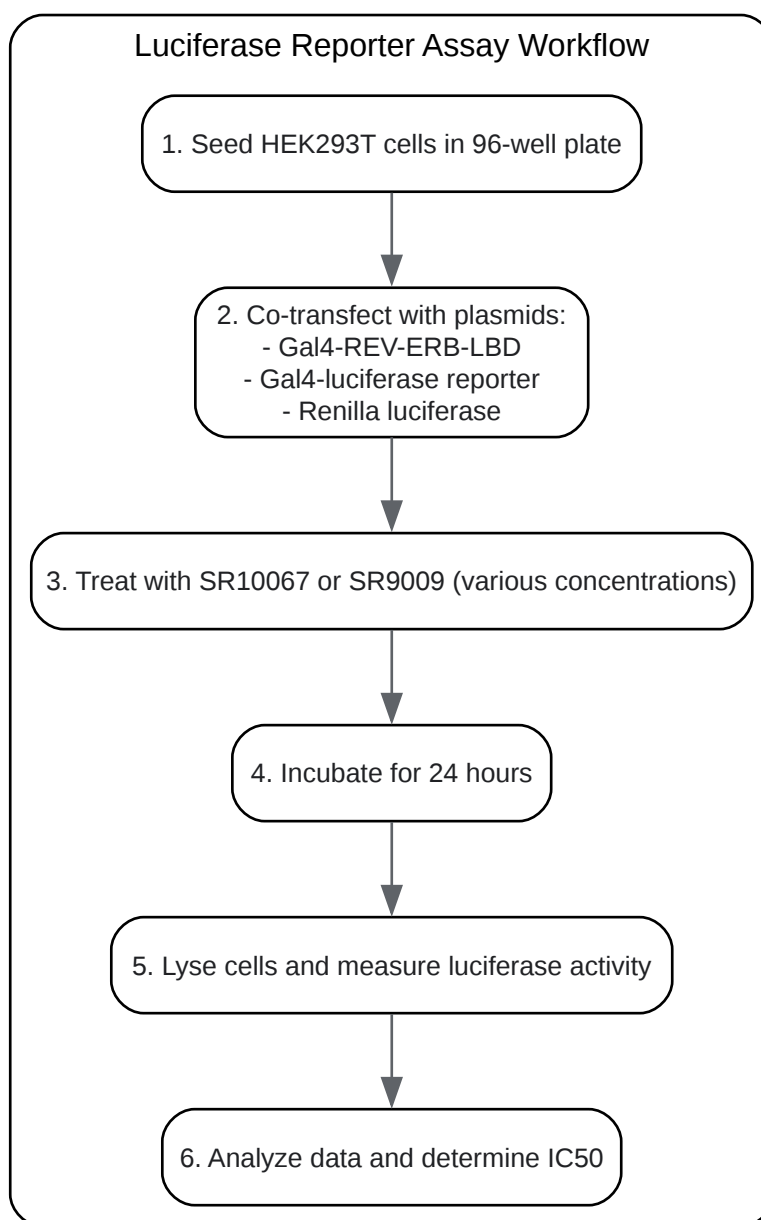 Luciferase Reporter Assay Workflow
1. Seed HEK293T cells in 96-well plate
2. Co-transfect with plasmids:
- Gal4-REV-ERB-LBD
- Gal4-luciferase reporter
- Renilla luciferase
3. Treat with SR10067 or SR9009 (various concentrations)
4. Incubate for 24 hours
5. Lyse cells and measure luciferase activity
6. Analyze data and determine IC50